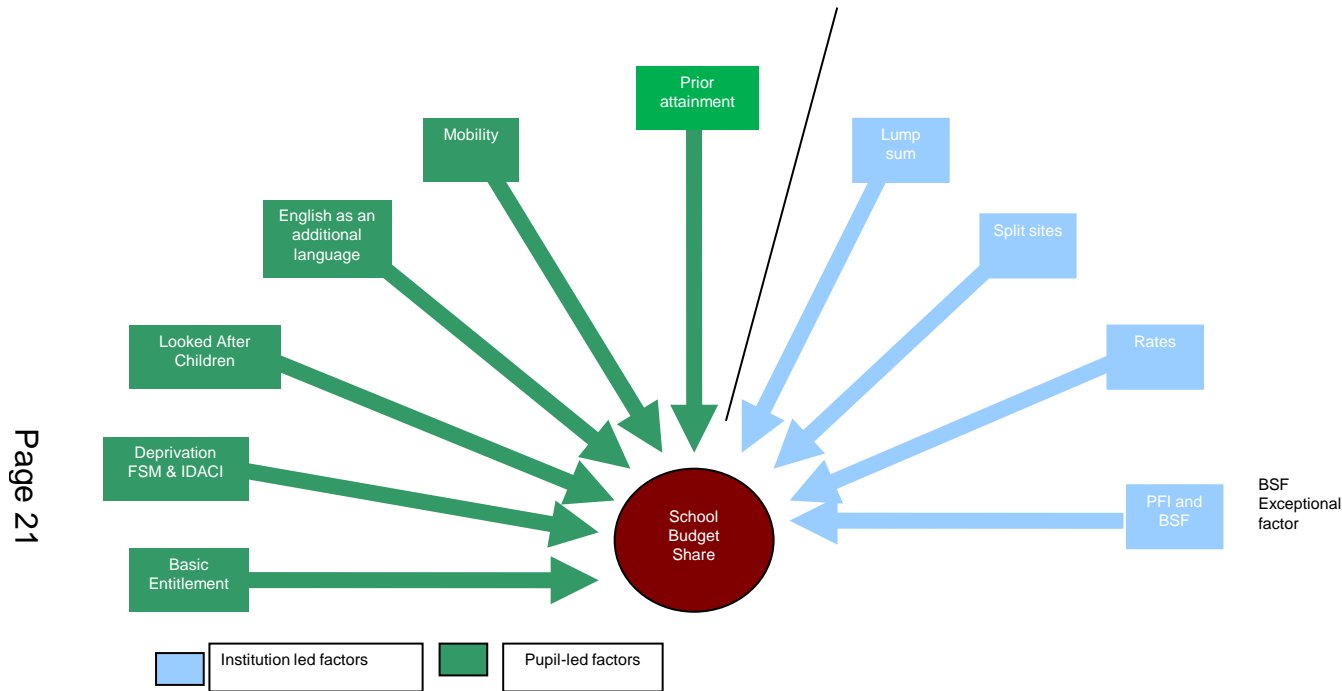 Prior
attainment
Mobility
Lump
sum
English as an
additional
language
Split sites
Looked After
Children
Rates
Deprivation
FSM & IDACI
Basic
Entitlement
School
Budget
Share
PFI and
BSF
BSF
Exceptional
factor
Institution led factors
Pupil-led factors
Page 21